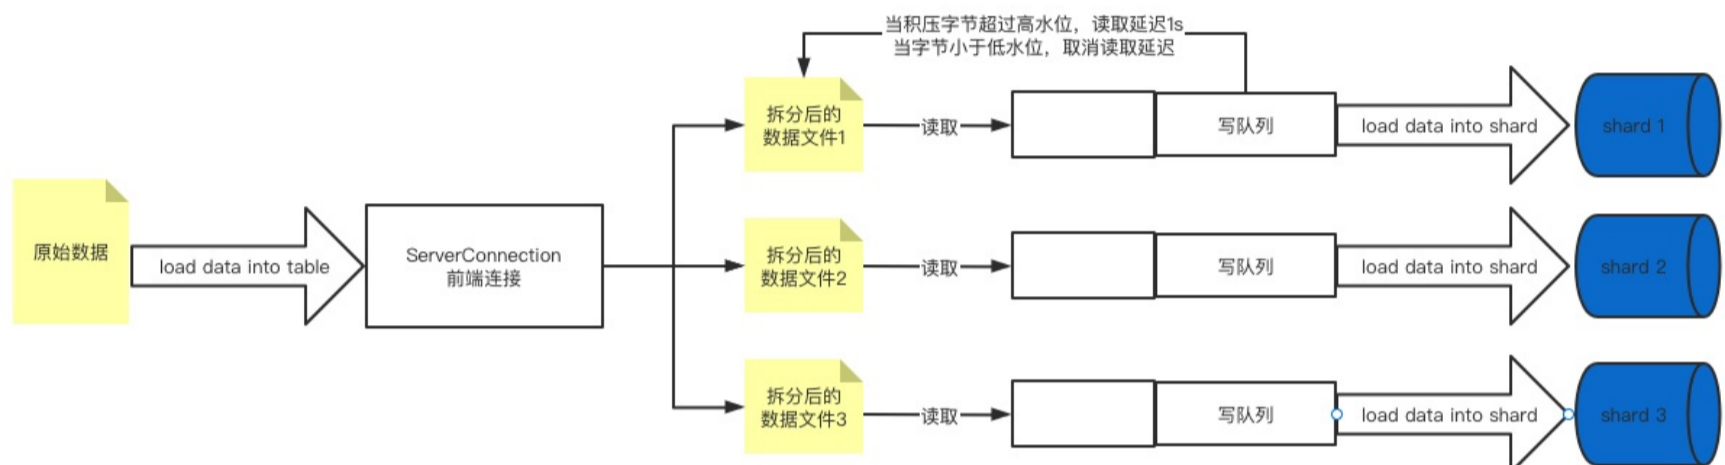 当积压字节超过高水位，读取延迟1s
当字节小于低水位，取消读取延迟
原始数据
load data into table
ServerConnection
前端连接
拆分后的
数据文件1
读取
写队列
load data into shard
shard 1
拆分后的
数据文件2
读取
写队列
load data into shard
shard 2
拆分后的
数据文件3
读取
写队列
load data into shard
shard 3